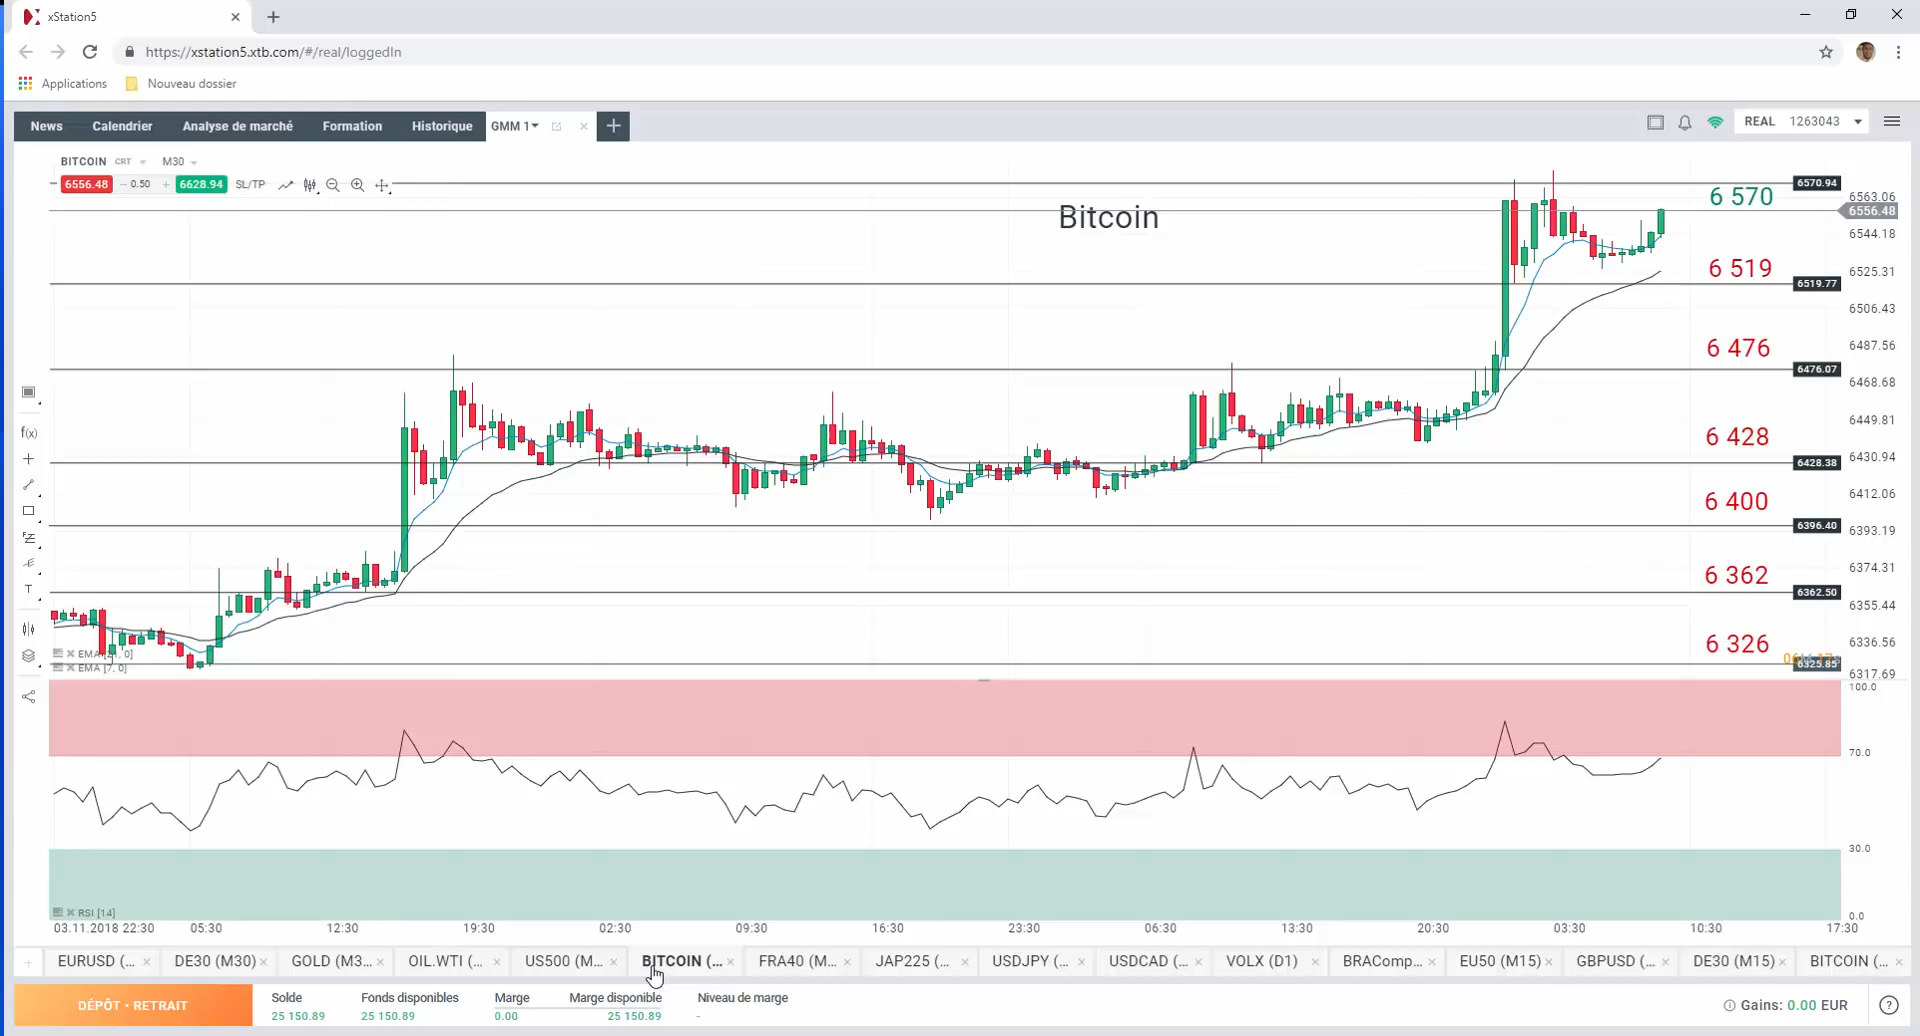 xStation5
https://xstation5.xtb.com/#/real/loggedIn
Applications Nouveau dossier
News Calendrier Analyse de marché Formation Historique GMM 1 REAL 1263043
BITCOIN CRT M30
6556.48 0.50 6628.94 SL/TP
6570.94
6 570
6563.06
Bitcoin
6556.48
6544.18
6 519
6525.31
6519.77
6506.43
6 476
6487.56
6476.07
6468.68
6449.81
6 428
6430.94
6428.38
6412.06
6 400
6396.40
6393.19
6 362
6374.31
6362.50
6355.44
6 326
6336.56
EMA [21, 0]
EMA [7, 0]
6325.85
6317.69
100.0
70.0
30.0
RSI [14]
0.0
03.11.2018 22:30 05:30 12:30 19:30 02:30 09:30 16:30 23:30 06:30 13:30 20:30 03:30 10:30 17:30
EURUSD (... DE30 (M30) GOLD (M3... OIL.WTI (... US500 (M... BITCOIN (... FRA40 (M... JAP225 (... USDJPY (... USDCAD (... VOLX (D1) BRAComp... EU50 (M15) GBPUSD (... DE30 (M15) BITCOIN (...
DÉPÔT • RETRAIT
Solde Fonds disponibles Marge Marge disponible Niveau de marge
25 150.89 25 150.89 0.00 25 150.89 -
Gains: 0.00 EUR